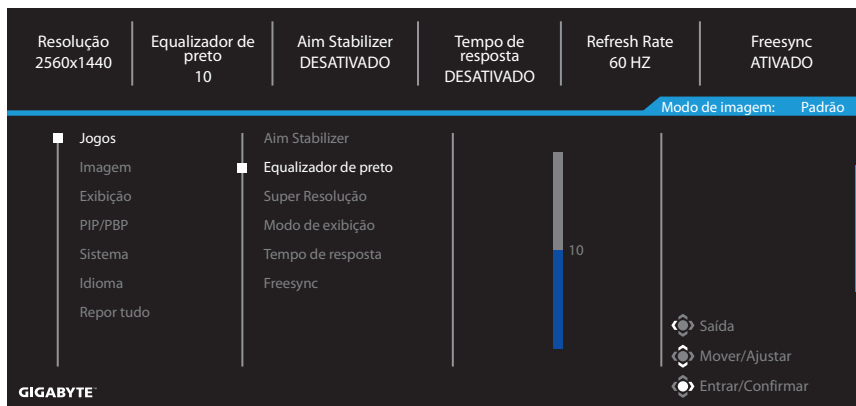 Resolução
2560x1440
Equalizador de
preto
10
Aim Stabilizer
DESATIVADO
Tempo de
resposta
DESATIVADO
Refresh Rate
60 HZ
Freesync
ATIVADO
Modo de imagem: Padrão
Jogos
Imagem
Exibição
PIP/PBP
Sistema
Idioma
Repor tudo
Aim Stabilizer
Equalizador de preto
Super Resolução
Modo de exibição
Tempo de resposta
Freesync
10
Saída
Mover/Ajustar
Entrar/Confirmar
GIGABYTE™